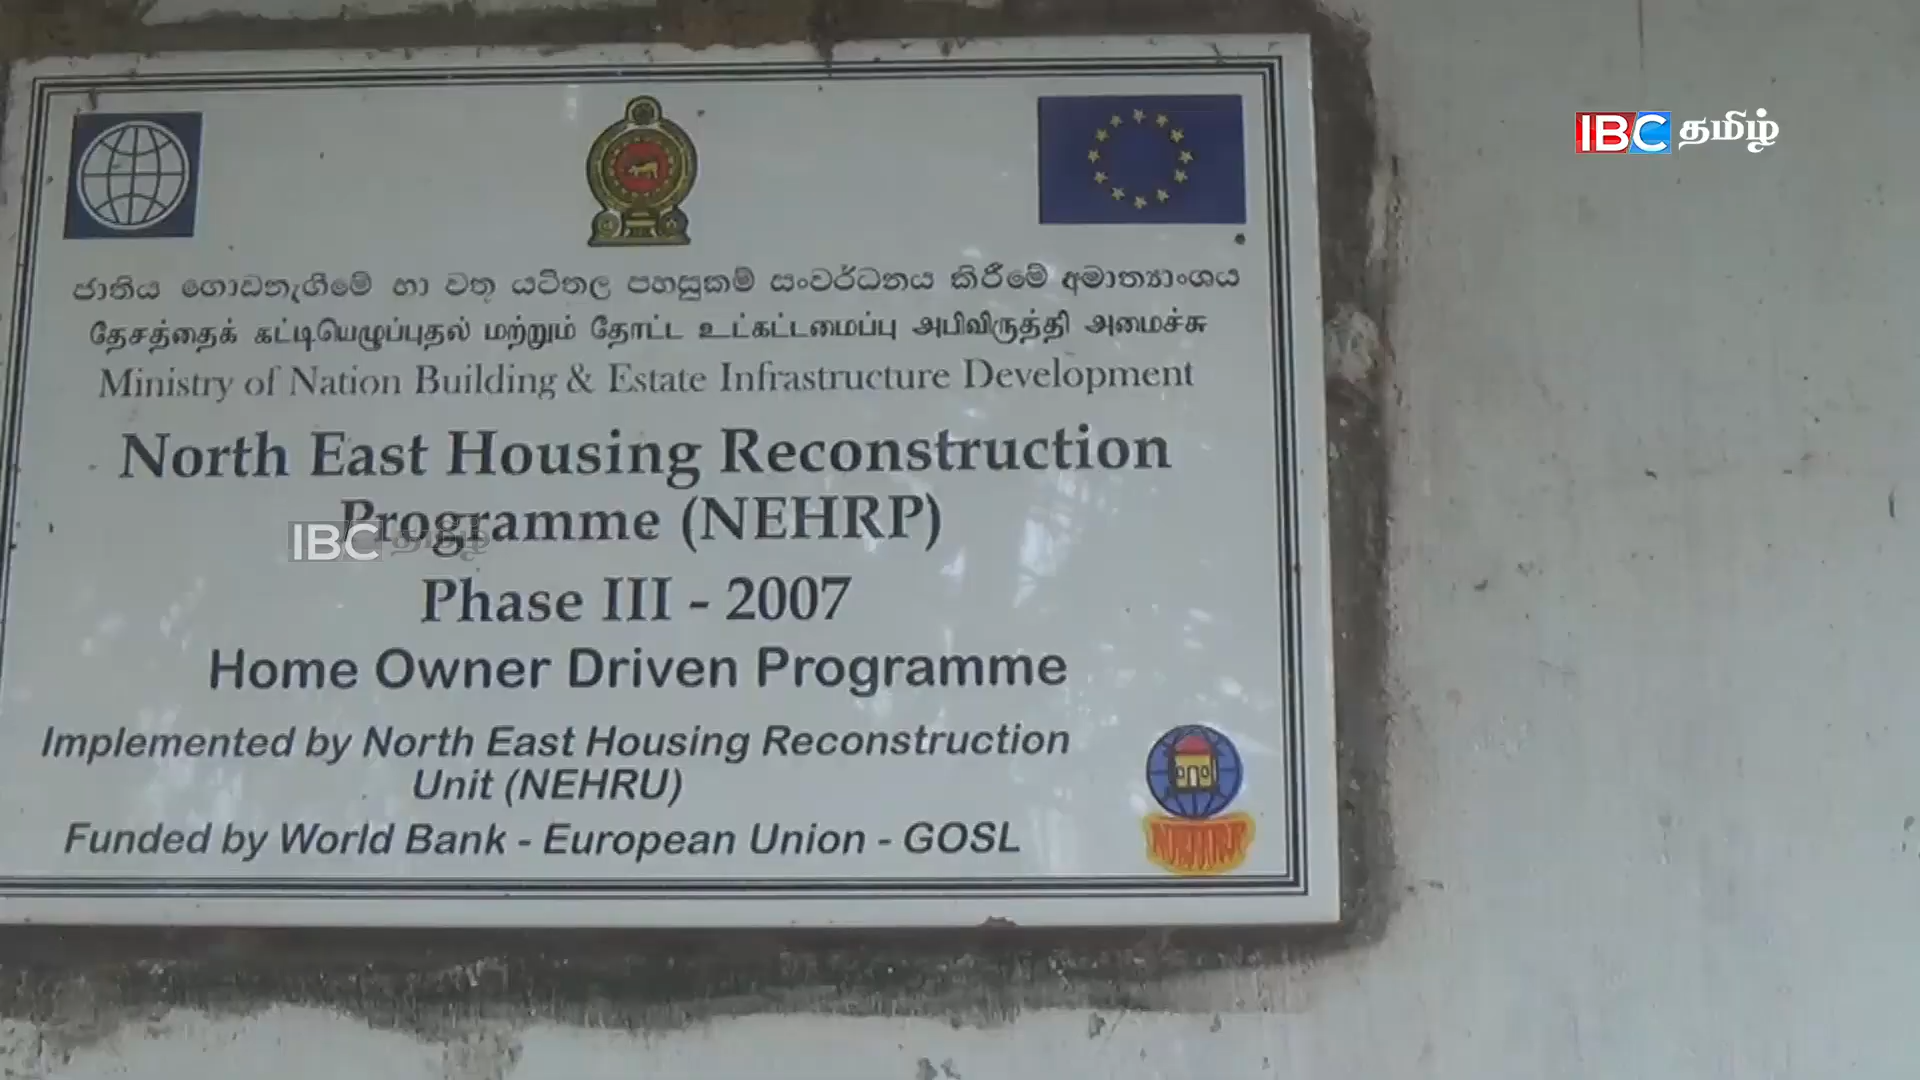 IBC தமிழ்
ජාතිය ගොඩනැගීමේ හා වතු යටිතල පහසුකම් සංවර්ධනය කිරීමේ අමාත්‍යාංශය
தேசத்தைக் கட்டியெழுப்புதல் மற்றும் தோட்ட உட்கட்டமைப்பு அபிவிருத்தி அமைச்சு
Ministry of Nation Building & Estate Infrastructure Development
North East Housing Reconstruction
Programme (NEHRP)
IBC தமிழ்
Phase III - 2007
Home Owner Driven Programme
Implemented by North East Housing Reconstruction
Unit (NEHRU)
Funded by World Bank - European Union - GOSL
NEHRP